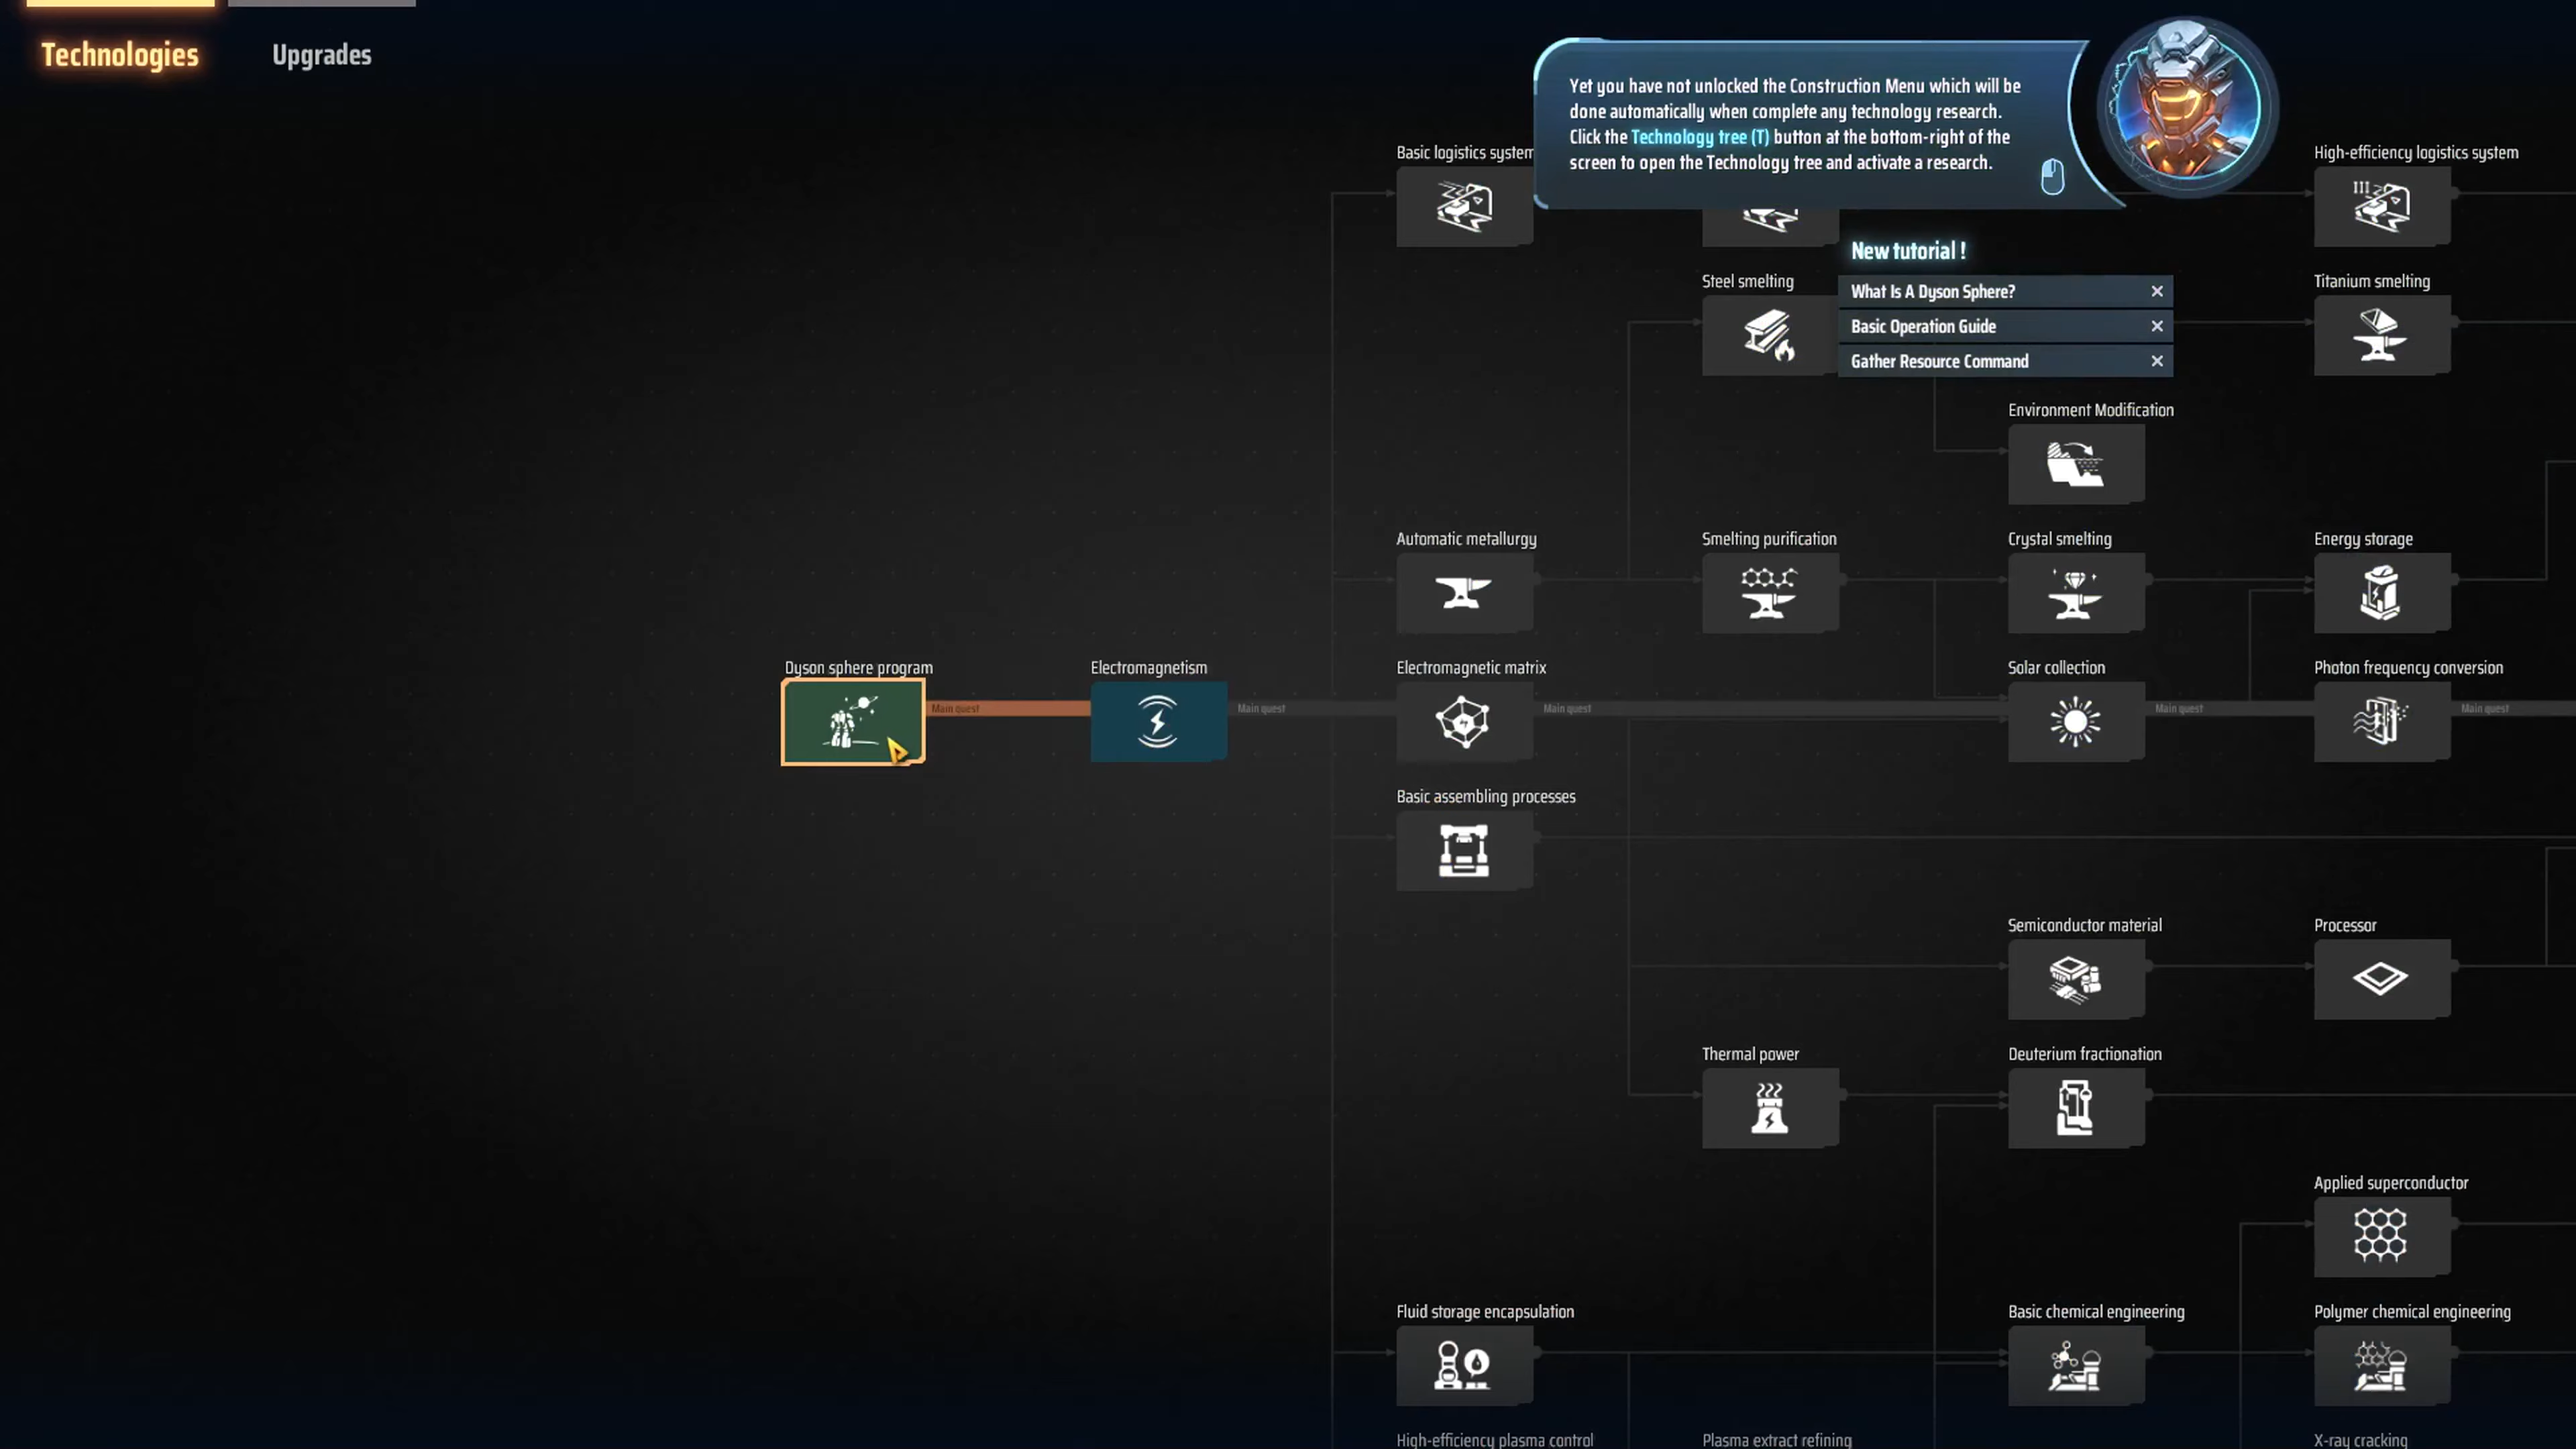 Technologies
Upgrades
Yet you have not unlocked the Construction Menu which will be
done automatically when complete any technology research.
Click the Technology tree (T) button at the bottom-right of the
screen to open the Technology tree and activate a research.
Basic logistics system
High-efficiency logistics system
New tutorial !
What Is A Dyson Sphere?
Basic Operation Guide
Gather Resource Command
Steel smelting
Titanium smelting
Environment Modification
Automatic metallurgy
Smelting purification
Crystal smelting
Energy storage
Dyson sphere program
Electromagnetism
Electromagnetic matrix
Solar collection
Photon frequency conversion
Main quest
Main quest
Main quest
Main quest
Main quest
Basic assembling processes
Semiconductor material
Processor
Thermal power
Deuterium fractionation
Applied superconductor
Fluid storage encapsulation
Basic chemical engineering
Polymer chemical engineering
High-efficiency plasma control
Plasma extract refining
X-ray cracking